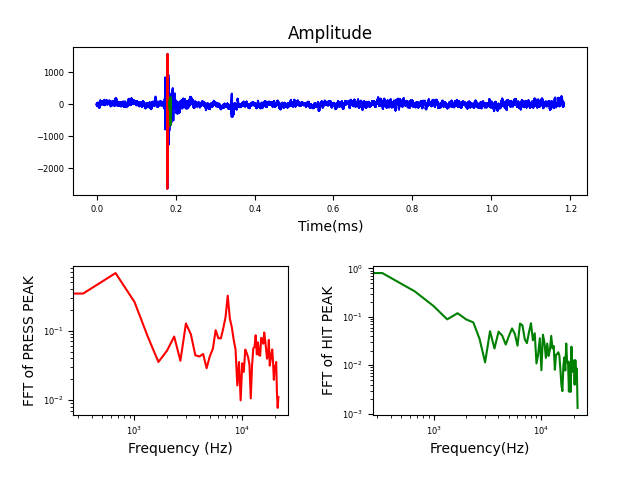 Amplitude
1000
0
−1000
−2000
0.0 0.2 0.4 0.6 0.8 1.0 1.2
Time(ms)
FFT of PRESS PEAK
10⁻¹
10⁻²
10³ 10⁴
Frequency (Hz)
FFT of HIT PEAK
10⁰
10⁻¹
10⁻²
10⁻³
10³ 10⁴
Frequency(Hz)